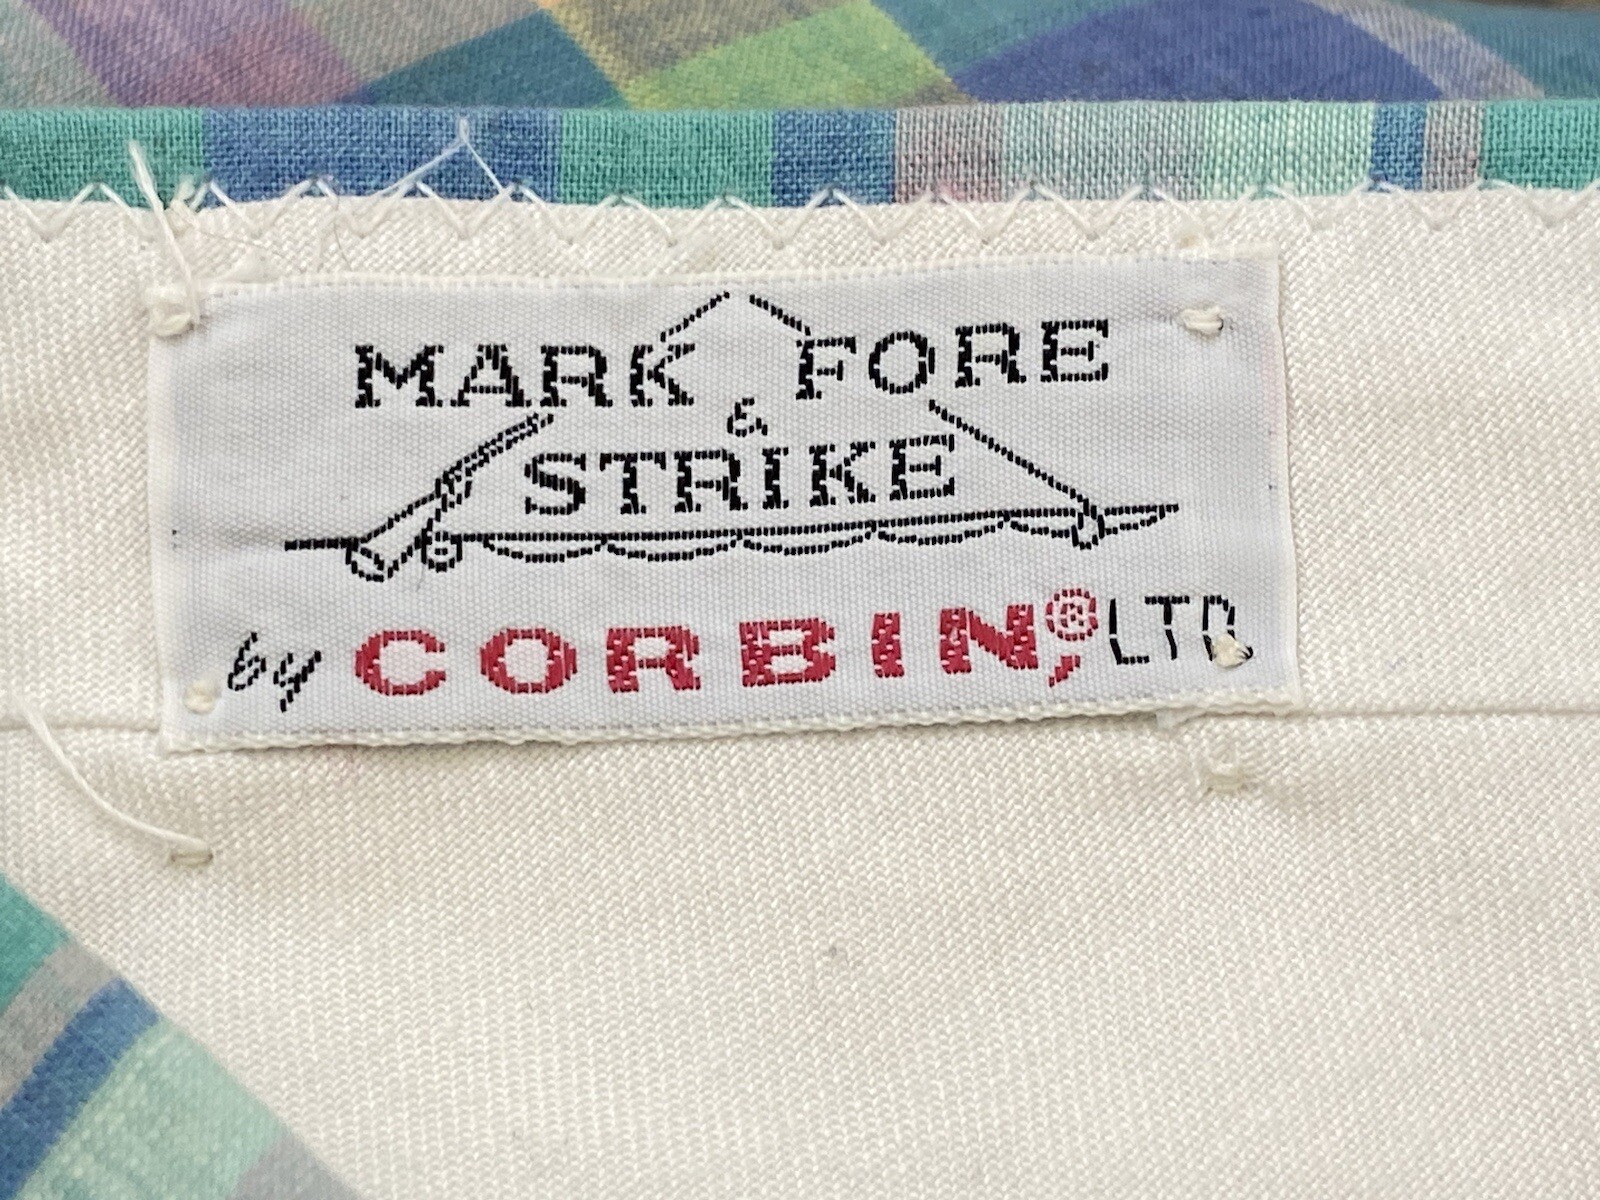 MARK FORE
&
STRIKE
by CORBIN,® LTD.